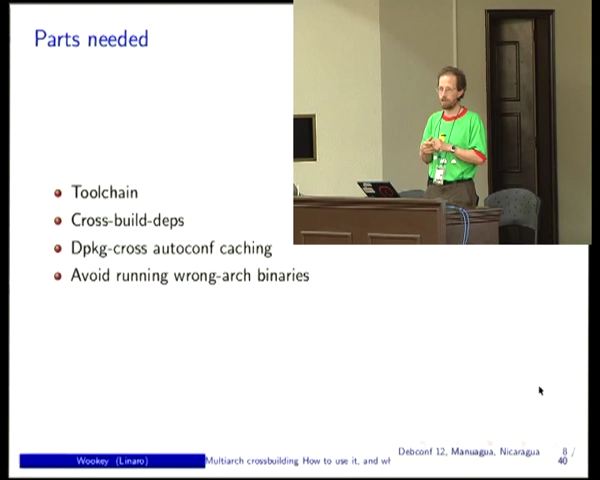 Parts needed
Toolchain
Cross-build-deps
Dpkg-cross autoconf caching
Avoid running wrong-arch binaries
Wookey (Linaro)
Multiarch crossbuilding How to use it, and wh
Debconf 12, Manuagua, Nicaragua
8 /
40